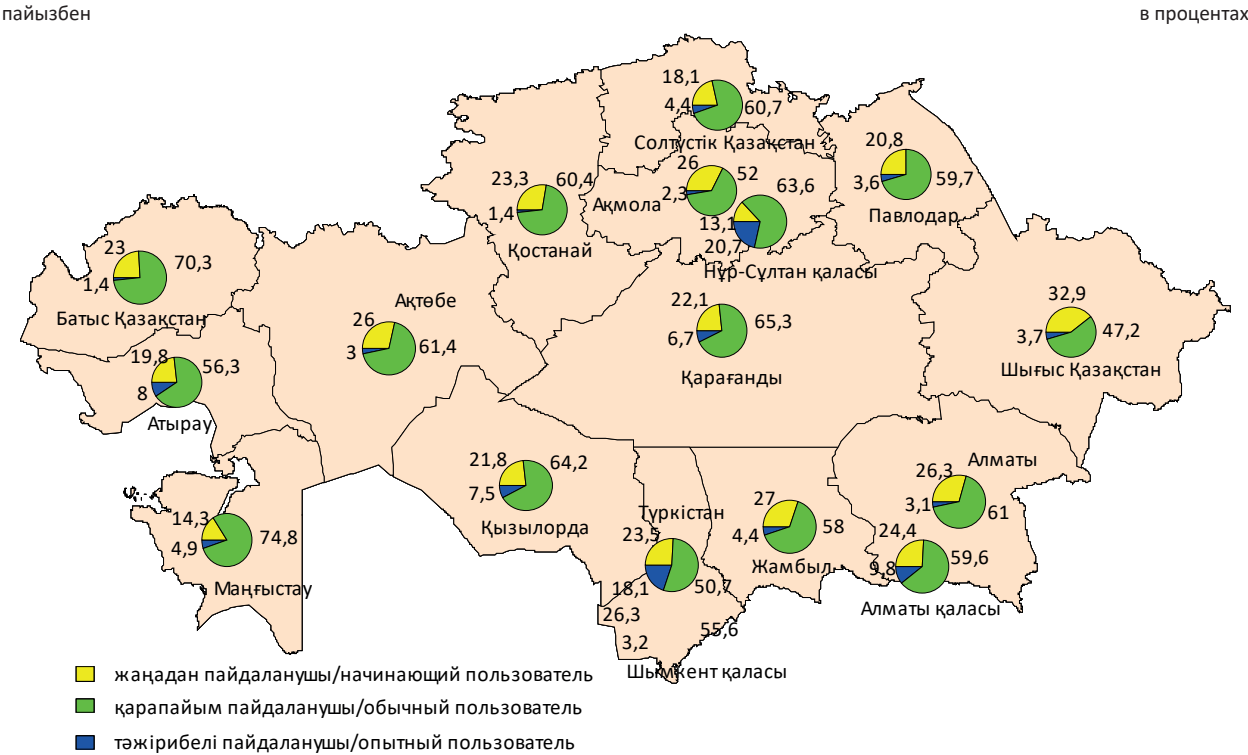 пайызбен
в процентах
18,1
4,4
60,7
Солтүстік Қазақстан
20,8
3,6
59,7
Павлодар
26
52
2,3
Ақмола
63,6
13,1
20,7
Нұр-Сұлтан қаласы
23,3
60,4
1,4
Қостанай
23
70,3
1,4
Батыс Қазақстан
Ақтөбе
26
3
61,4
22,1
65,3
6,7
Қарағанды
32,9
3,7
47,2
Шығыс Қазақстан
19,8
56,3
8
Атырау
21,8
64,2
7,5
Қызылорда
Алматы
26,3
3,1
61
14,3
74,8
4,9
Маңғыстау
Түркістан
23,5
18,1
50,7
27
4,4
58
Жамбыл
24,4
9,8
59,6
Алматы қаласы
26,3
3,2
55,6
Шымкент қаласы
жаңадан пайдаланушы/начинающий пользователь
қарапайым пайдаланушы/обычный пользователь
тәжірибелі пайдаланушы/опытный пользователь